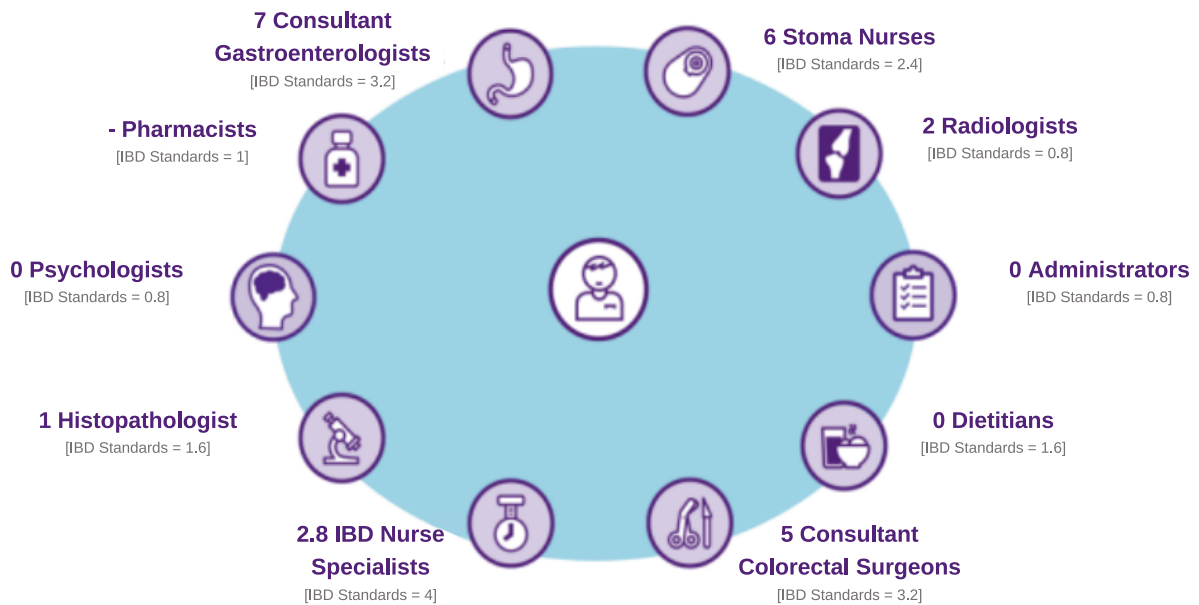 7 Consultant
Gastroenterologists
[IBD Standards = 3.2]
6 Stoma Nurses
[IBD Standards = 2.4]
- Pharmacists
[IBD Standards = 1]
2 Radiologists
[IBD Standards = 0.8]
0 Psychologists
[IBD Standards = 0.8]
0 Administrators
[IBD Standards = 0.8]
1 Histopathologist
[IBD Standards = 1.6]
0 Dietitians
[IBD Standards = 1.6]
2.8 IBD Nurse
Specialists
[IBD Standards = 4]
5 Consultant
Colorectal Surgeons
[IBD Standards = 3.2]